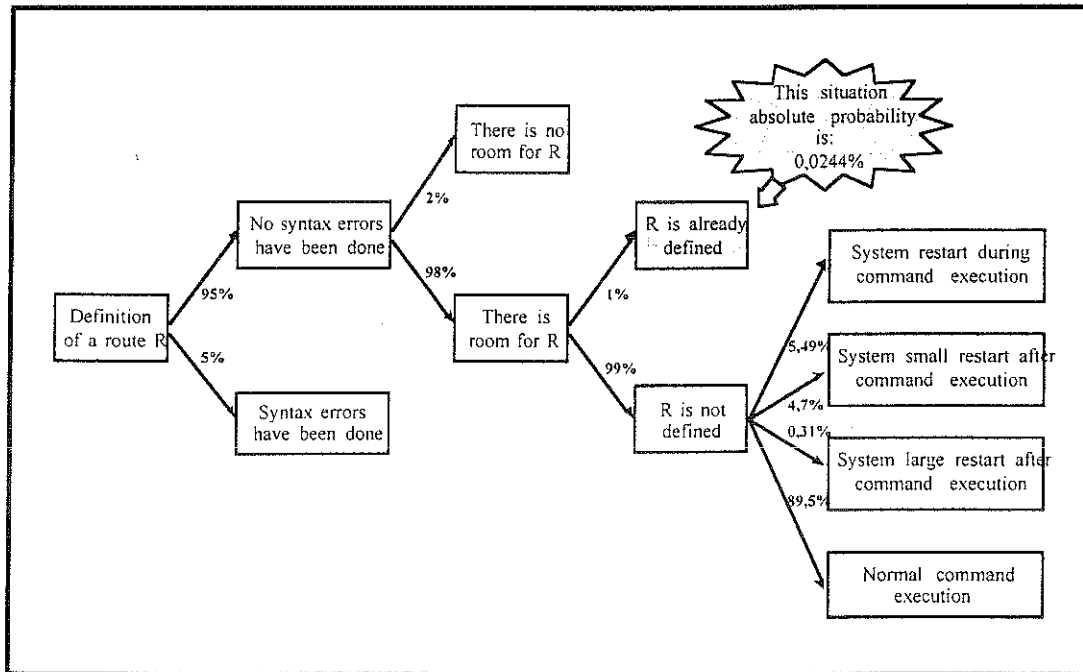 This situation
absolute probability
is:
0,0244%
There is no
room for R
2%
No syntax errors
have been done
R is already
defined
System restart during
command execution
98%
95%
1%
Definition
of a route R
There is
room for R
5%
5,49%
System small restart after
command execution
99%
4,7%
Syntax errors
have been done
R is not
defined
0,31%
System large restart after
command execution
89,5%
Normal command
execution